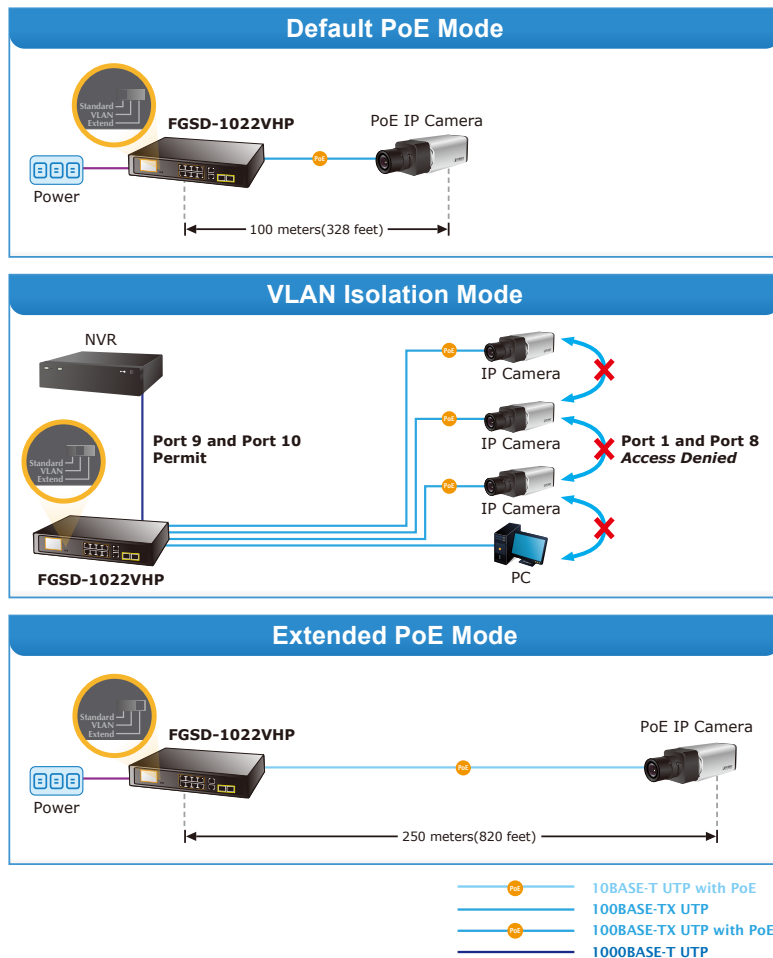 Default PoE Mode
Standard
VLAN
Extend
FGSD-1022VHP
PoE IP Camera
PoE
Power
100 meters(328 feet)
VLAN Isolation Mode
NVR
PoE
IP Camera
Port 9 and Port 10
Permit
PoE
IP Camera
Port 1 and Port 8
Access Denied
Standard
VLAN
Extend
PoE
IP Camera
PC
FGSD-1022VHP
Extended PoE Mode
Standard
VLAN
Extend
FGSD-1022VHP
PoE IP Camera
PoE
Power
250 meters(820 feet)
PoE 10BASE-T UTP with PoE
100BASE-TX UTP
PoE 100BASE-TX UTP with PoE
1000BASE-T UTP